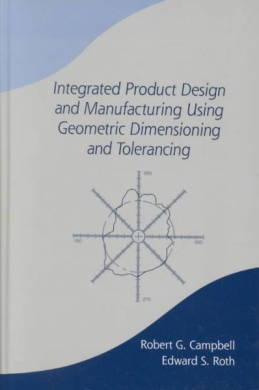 Integrated Product Design
and Manufacturing Using
Geometric Dimensioning
and Tolerancing
Robert G. Campbell
Edward S. Roth